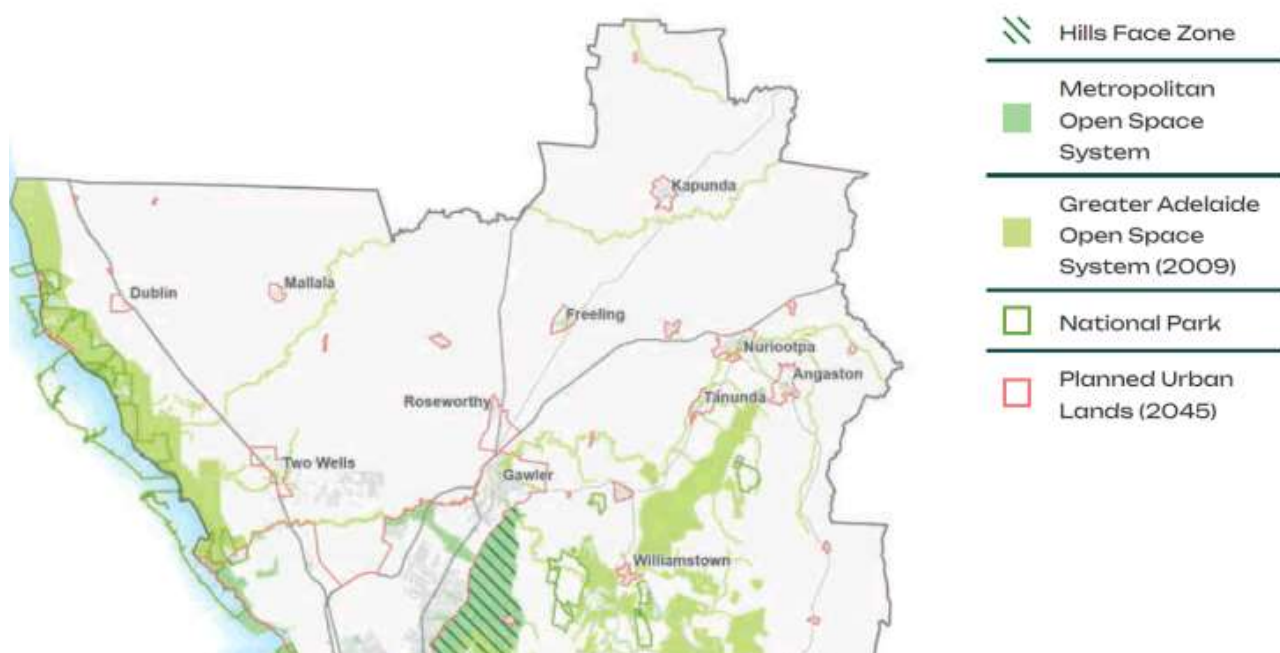 Hills Face Zone
Metropolitan
Open Space
System
Greater Adelaide
Open Space
System (2009)
National Park
Planned Urban
Lands (2045)
Kapunda
Dublin
Mallala
Freeling
Nuriootpa
Angaston
Tanunda
Roseworthy
Two Wells
Gawler
Williamstown